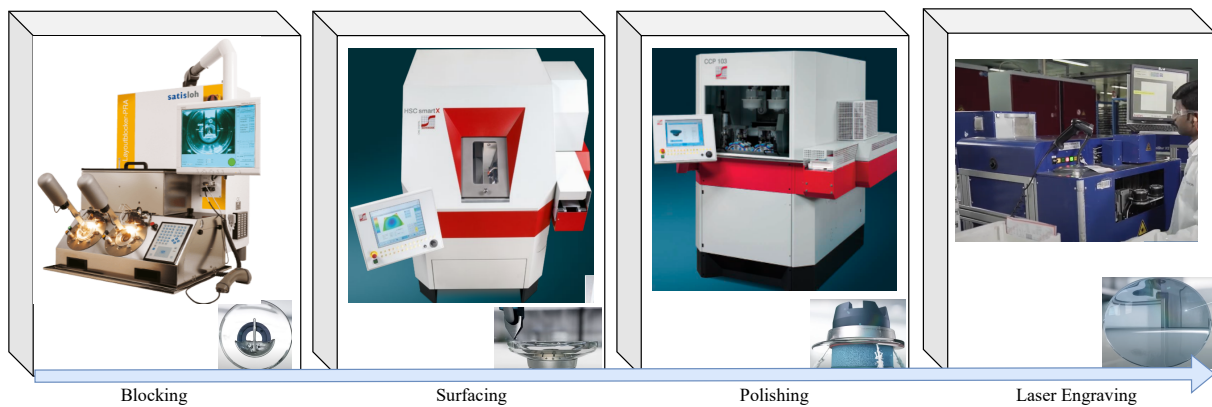 satisloh
HSC smartX
CCP 103
Blocking
Surfacing
Polishing
Laser Engraving